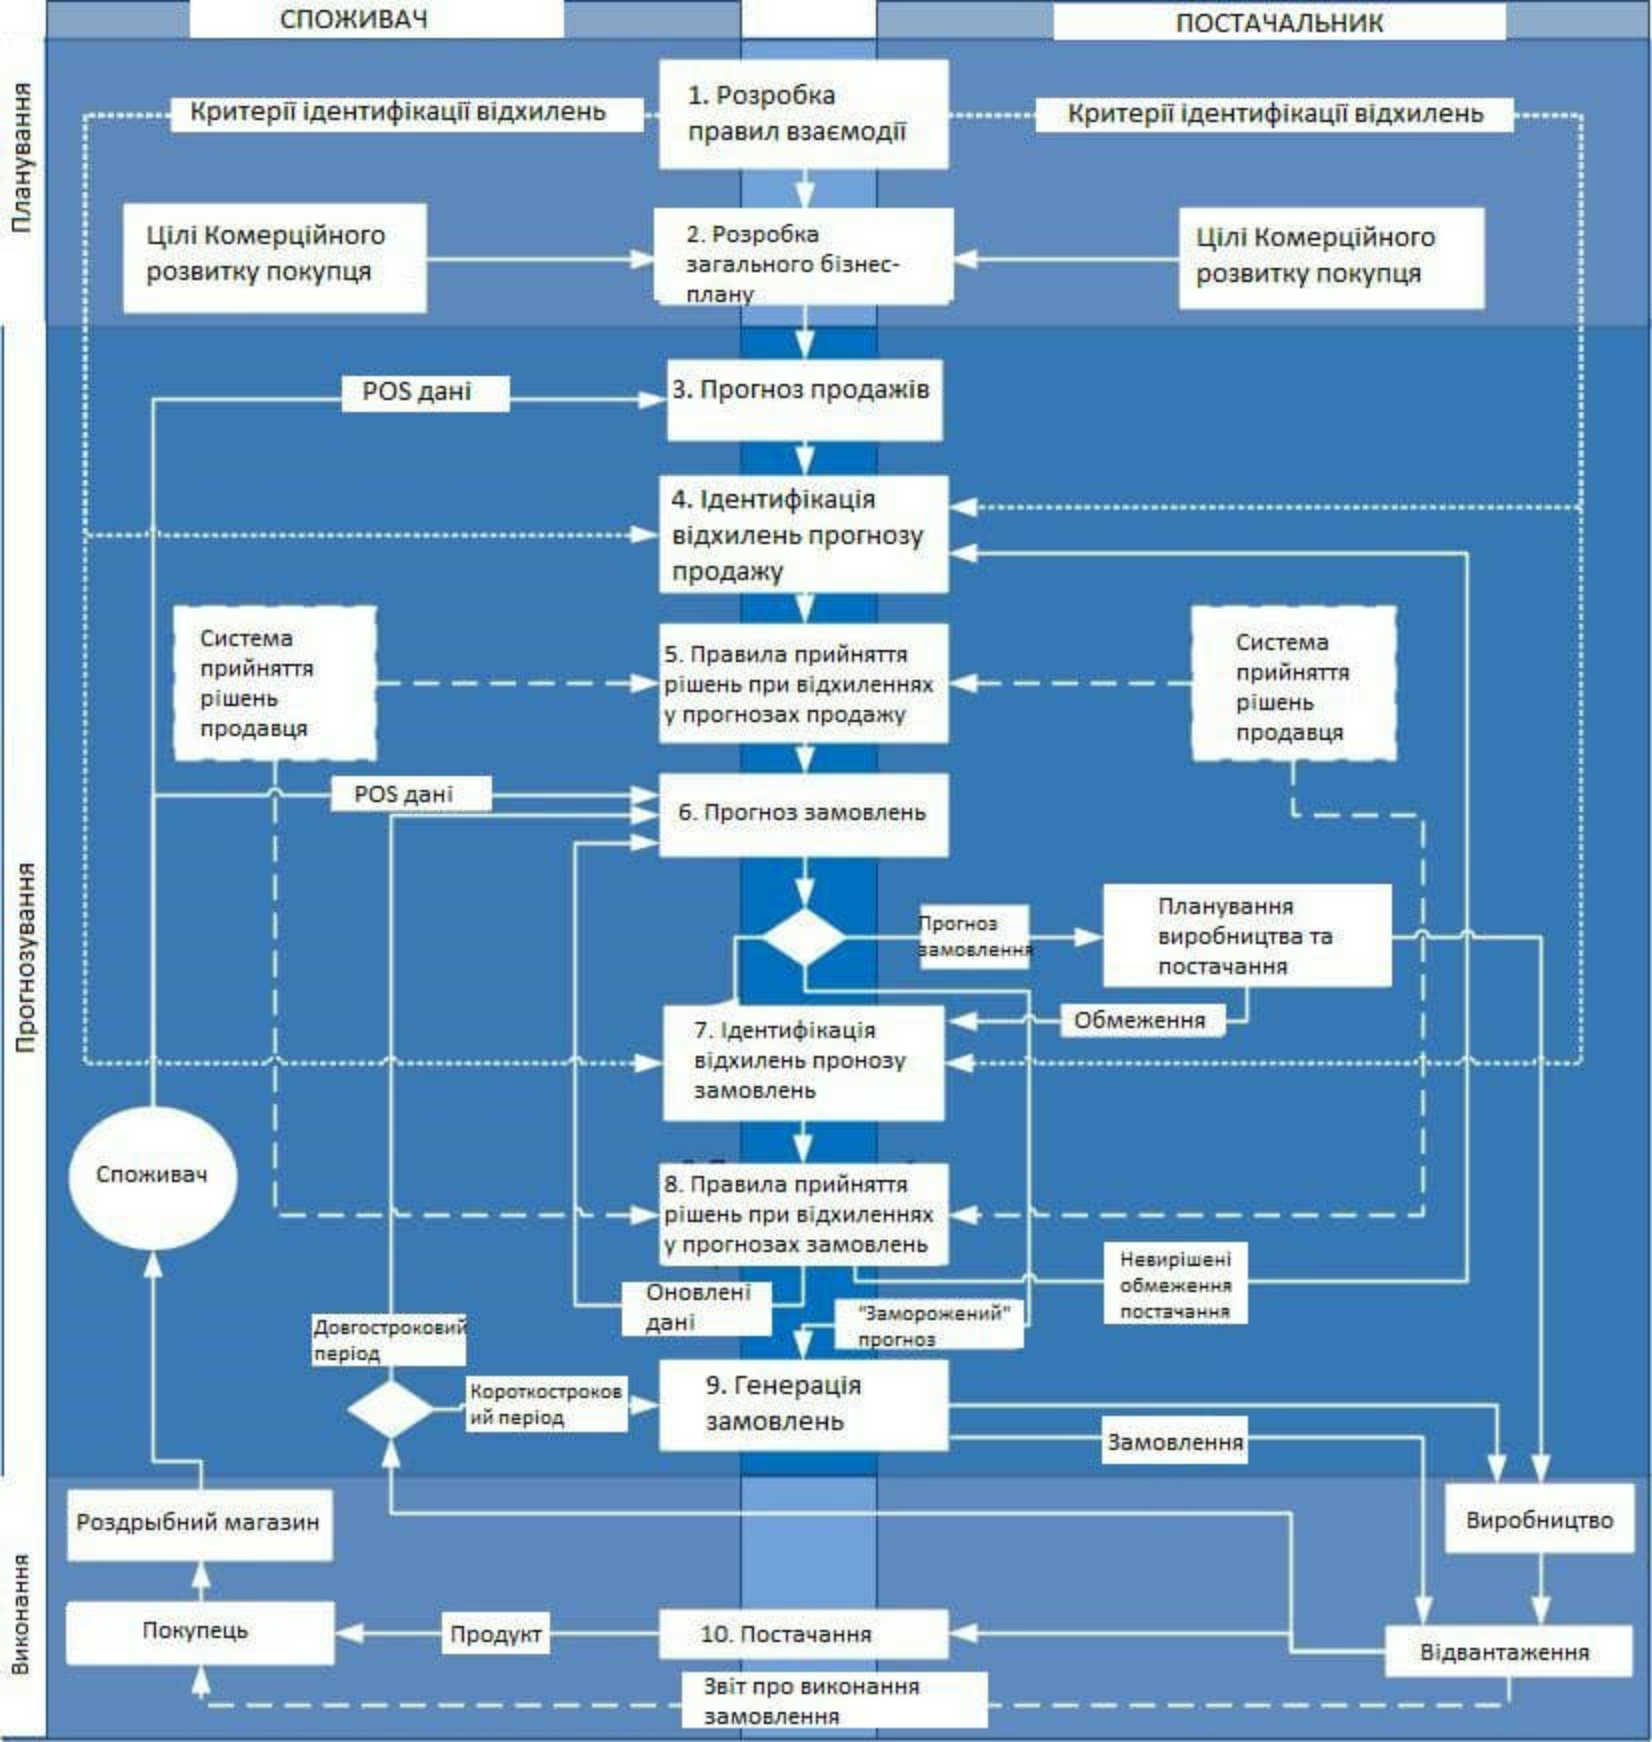 СПОЖИВАЧ
ПОСТАЧАЛЬНИК
Планування
Критерії ідентифікації відхилень
1. Розробка
правил взаємодії
Критерії ідентифікації відхилень
Цілі Комерційного
розвитку покупця
2. Розробка
загального бізнес-
плану
Цілі Комерційного
розвитку покупця
Прогнозування
POS дані
3. Прогноз продажів
4. Ідентифікація
відхилень прогнозу
продажу
Система
прийняття
рішень
продавця
5. Правила прийняття
рішень при відхиленнях
у прогнозах продажу
Система
прийняття
рішень
продавця
POS дані
6. Прогноз замовлень
Прогноз
замовлення
Планування
виробництва та
постачання
Обмеження
7. Ідентифікація
відхилень пронозу
замовлень
Споживач
8. Правила прийняття
рішень при відхиленнях
у прогнозах замовлень
Невирішені
обмеження
постачання
Оновлені
дані
"Заморожений"
прогноз
Довгостроковий
період
Короткостроков
ий період
9. Генерація
замовлень
Замовлення
Виконання
Роздрыбний магазин
Виробництво
Покупець
Продукт
10. Постачання
Відвантаження
Звіт про виконання
замовлення